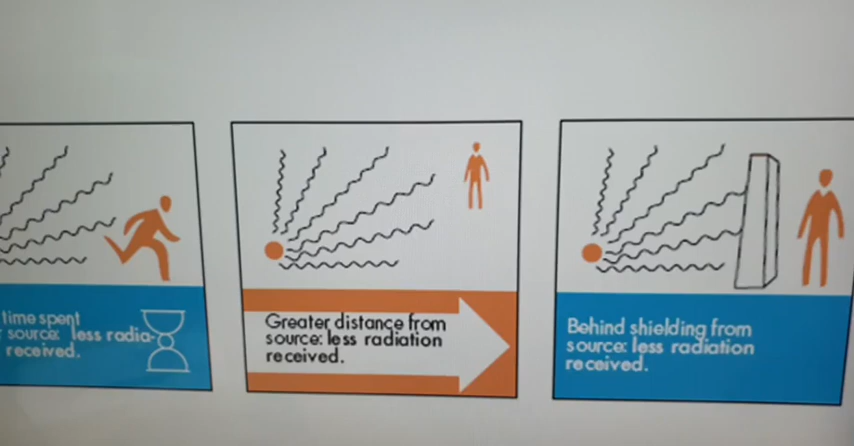 time spent
source: less radia-
received.
Greater distance from
source: less radiation
received.
Behind shielding from
source: less radiation
received.